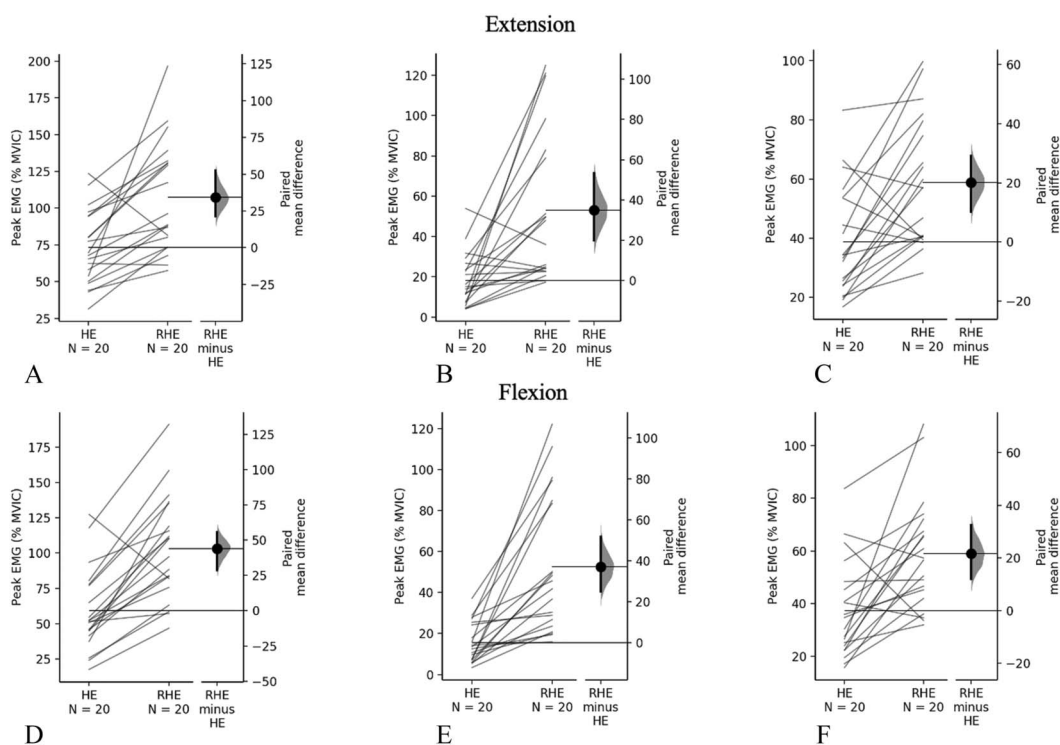 Extension
200
175
150
125
100
75
50
25
Peak EMG (% MVIC)
125
100
75
50
25
0
−25
Paired
mean difference
HE
N = 20
RHE
N = 20
RHE
minus
HE
A
120
100
80
60
40
20
0
Peak EMG (% MVIC)
100
80
60
40
20
0
Paired
mean difference
HE
N = 20
RHE
N = 20
RHE
minus
HE
B
100
80
60
40
20
Peak EMG (% MVIC)
60
40
20
0
−20
Paired
mean difference
HE
N = 20
RHE
N = 20
RHE
minus
HE
C
Flexion
175
150
125
100
75
50
25
Peak EMG (% MVIC)
125
100
75
50
25
0
−25
−50
Paired
mean difference
HE
N = 20
RHE
N = 20
RHE
minus
HE
D
120
100
80
60
40
20
0
Peak EMG (% MVIC)
100
80
60
40
20
0
Paired
mean difference
HE
N = 20
RHE
N = 20
RHE
minus
HE
E
100
80
60
40
20
Peak EMG (% MVIC)
60
40
20
0
−20
Paired
mean difference
HE
N = 20
RHE
N = 20
RHE
minus
HE
F